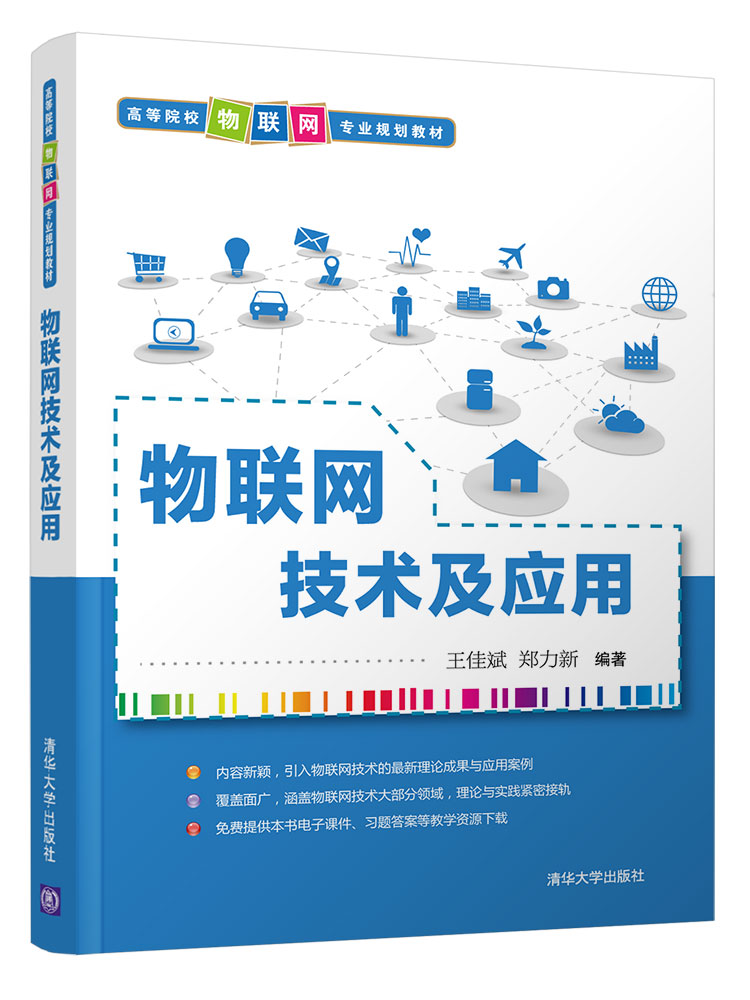 高等院校 物联网 专业规划教材
物联网
技术及应用
王佳斌 郑力新 编著
内容新颖，引入物联网技术的最新理论成果与应用案例
覆盖面广，涵盖物联网技术大部分领域，理论与实践紧密接轨
免费提供本书电子课件、习题答案等教学资源下载
清华大学出版社
高等院校 物联网 专业规划教材
物联网技术及应用
清华大学出版社